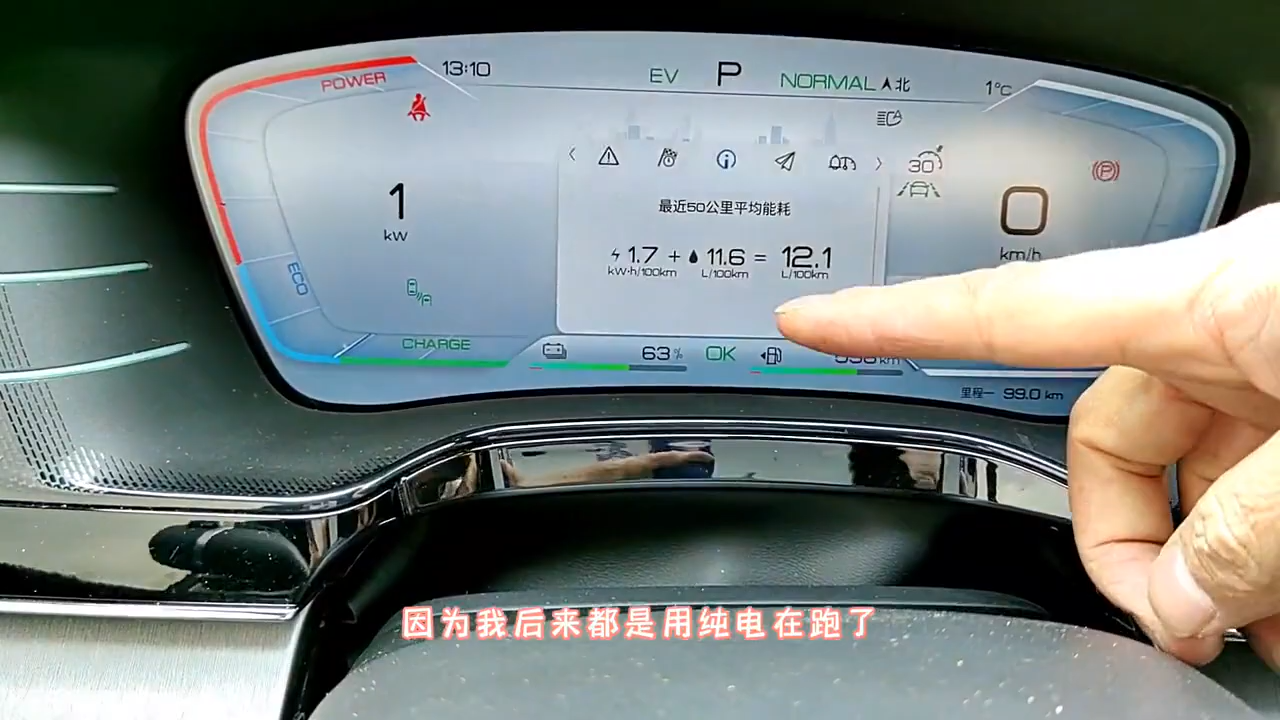 POWER
13:10
EV P NORMAL 北 1°C
30
1
kW
最近50公里平均能耗
1.7 + 11.6 = 12.1
kW·h/100km L/100km L/100km
0
km/h
ECO
CHARGE
63% OK km
里程一 99.0 km
因为我后来都是用纯电在跑了